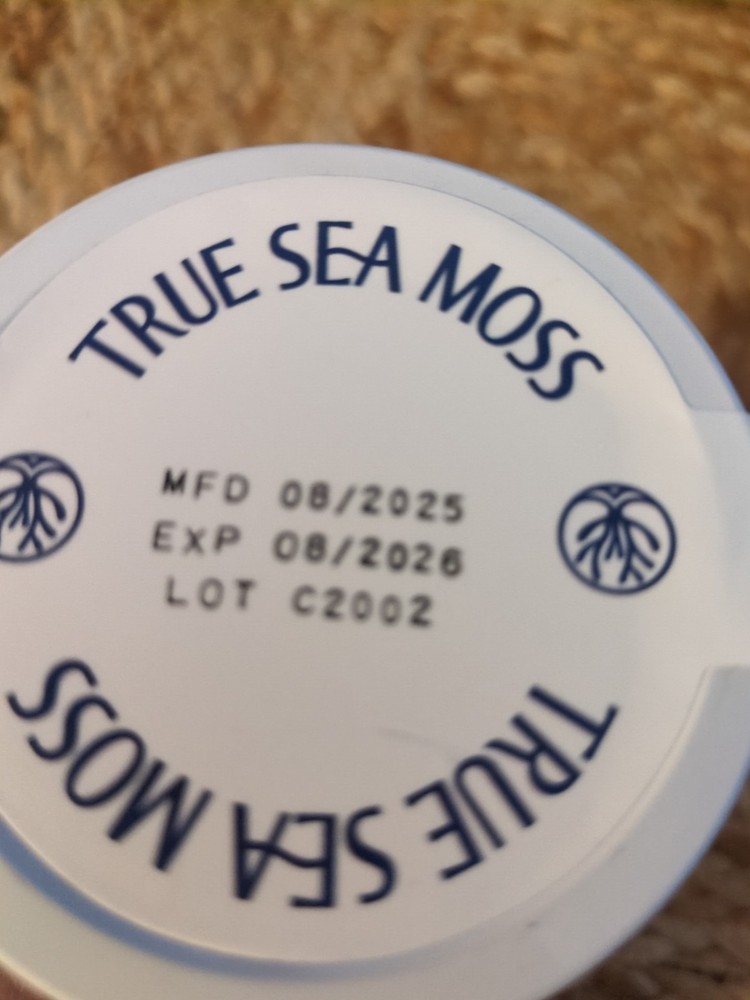 TRUE SEA MOSS
MFD 08/2025
EXP 08/2026
LOT C2002
TRUE SEA MOSS